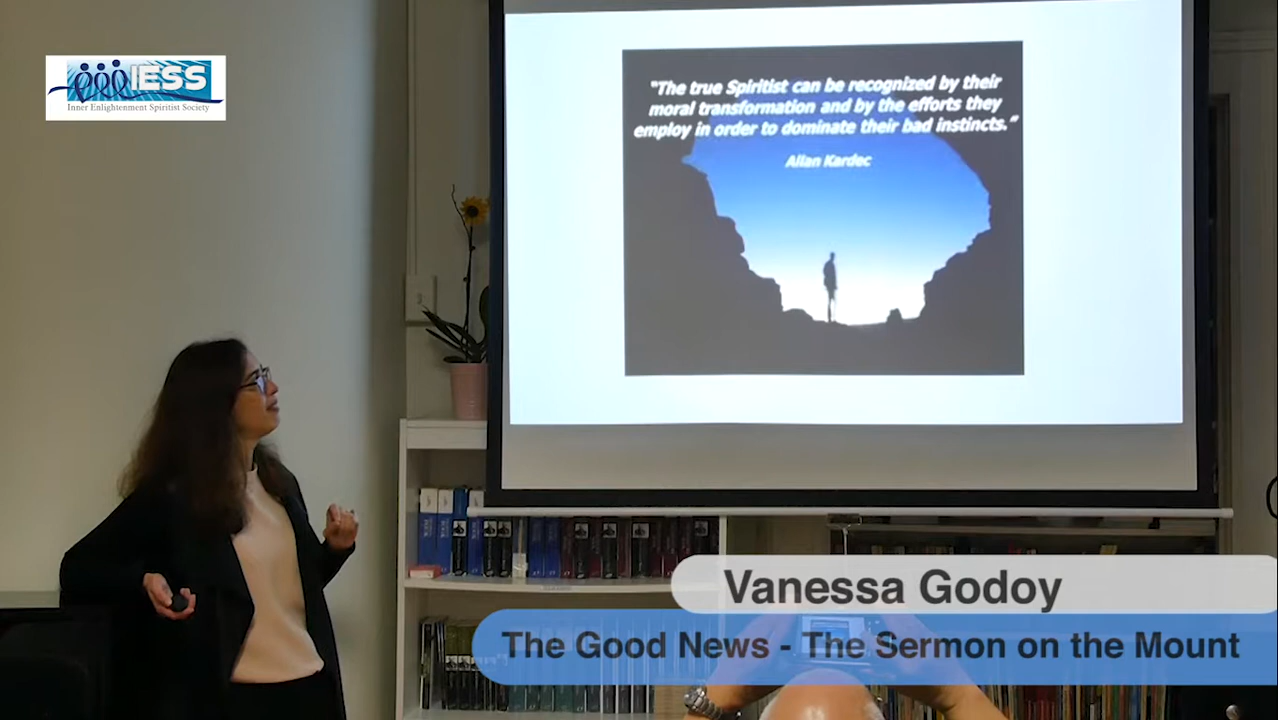 IESS
Inner Enlightenment Spiritist Society
"The true Spiritist can be recognized by their
moral transformation and by the efforts they
employ in order to dominate their bad instincts."
Allan Kardec
Vanessa Godoy
The Good News - The Sermon on the Mount